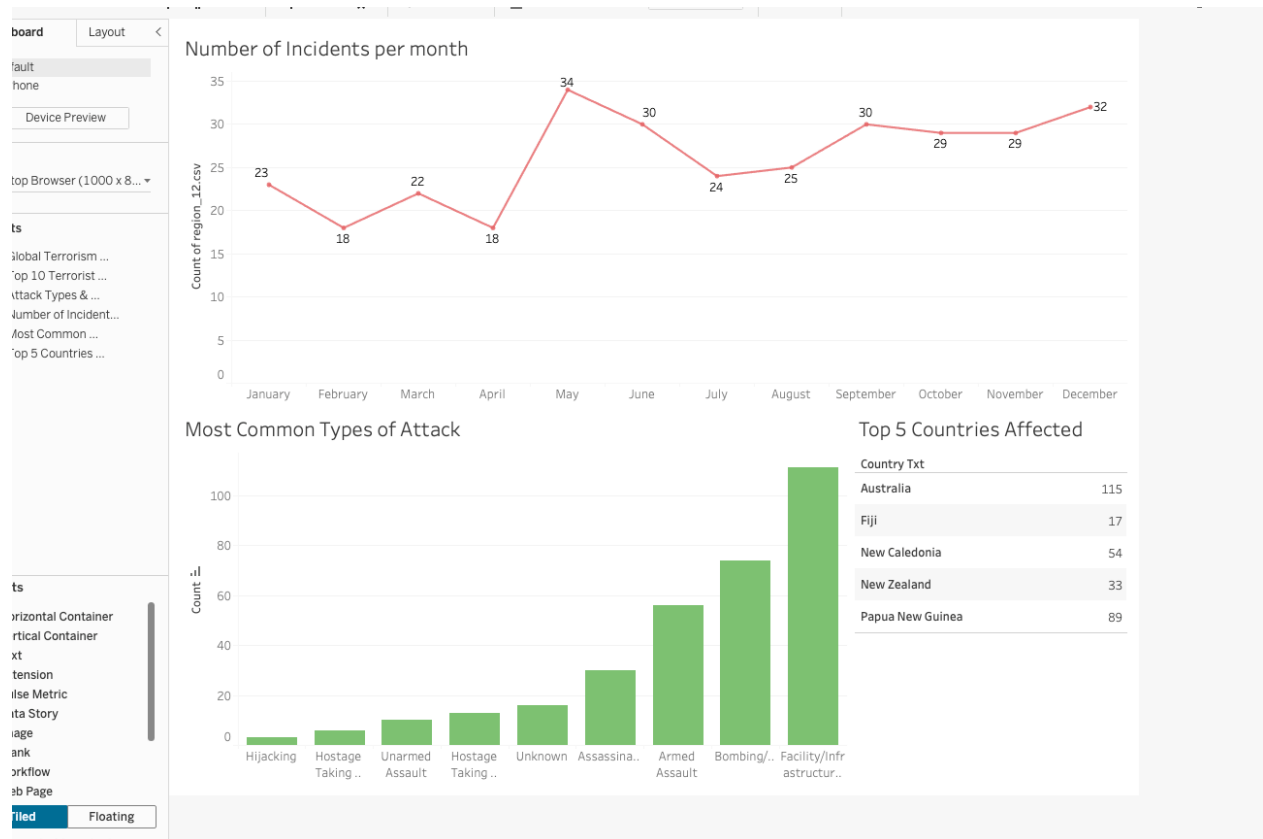 board Layout <
fault
hone
Device Preview
top Browser (1000 x 8...
ts
Global Terrorism ...
Top 10 Terrorist ...
Attack Types & ...
Number of Incident...
Most Common ...
Top 5 Countries ...
ts
orizontal Container
ertical Container
xt
tension
ulse Metric
ata Story
nage
ank
orkflow
eb Page
Tiled Floating
Number of Incidents per month
Count of region_12.csv
35
30
25
20
15
10
5
0
23
18
22
18
34
30
24
25
30
29
29
32
January February March April May June July August September October November December
Most Common Types of Attack
Count
100
80
60
40
20
0
Hijacking
Hostage
Taking ..
Unarmed
Assault
Hostage
Taking ..
Unknown
Assassina..
Armed
Assault
Bombing/..
Facility/Infr
astructur..
Top 5 Countries Affected
Country Txt
Australia 115
Fiji 17
New Caledonia 54
New Zealand 33
Papua New Guinea 89